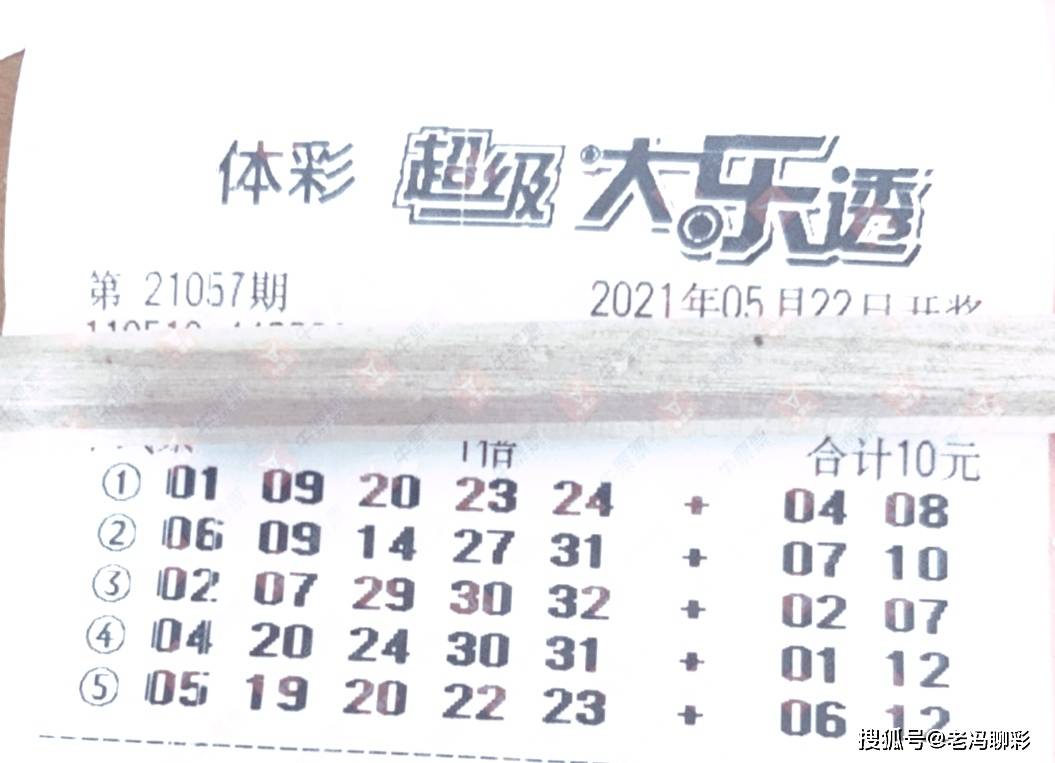 体彩 超级大乐透
第 21057期 2021年05月22日开奖
1倍 合计10元
① 01 09 20 23 24 + 04 08
② 06 09 14 27 31 + 07 10
③ 02 07 29 30 32 + 02 07
④ 04 20 24 30 31 + 01 12
⑤ 05 19 20 22 23 + 06 12
搜狐号@老冯聊彩